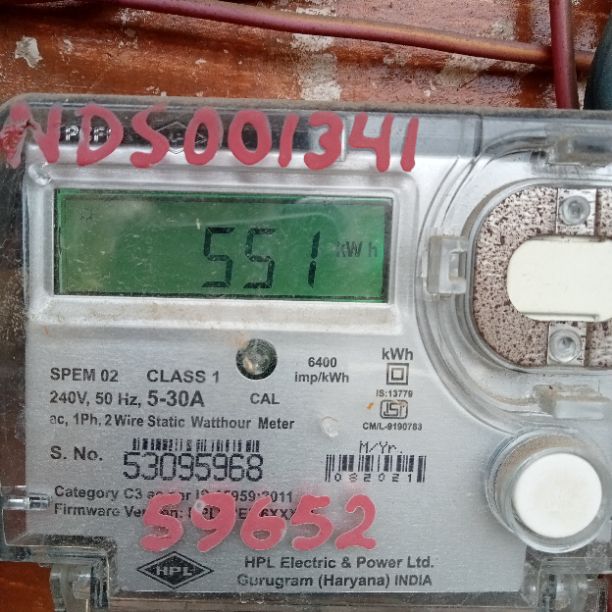 NDS001341
551 kWh
SPEM 02 CLASS 1
6400 imp/kWh
kWh
240V, 50 Hz, 5-30A
CAL
IS:13779
ac, 1Ph, 2 Wire Static Watthour Meter
CM/L-9190783
S. No. 53095968
M/Yr.
082021
Category C3
Firmware Version:
59652
HPL
HPL Electric & Power Ltd.
Gurugram (Haryana) INDIA